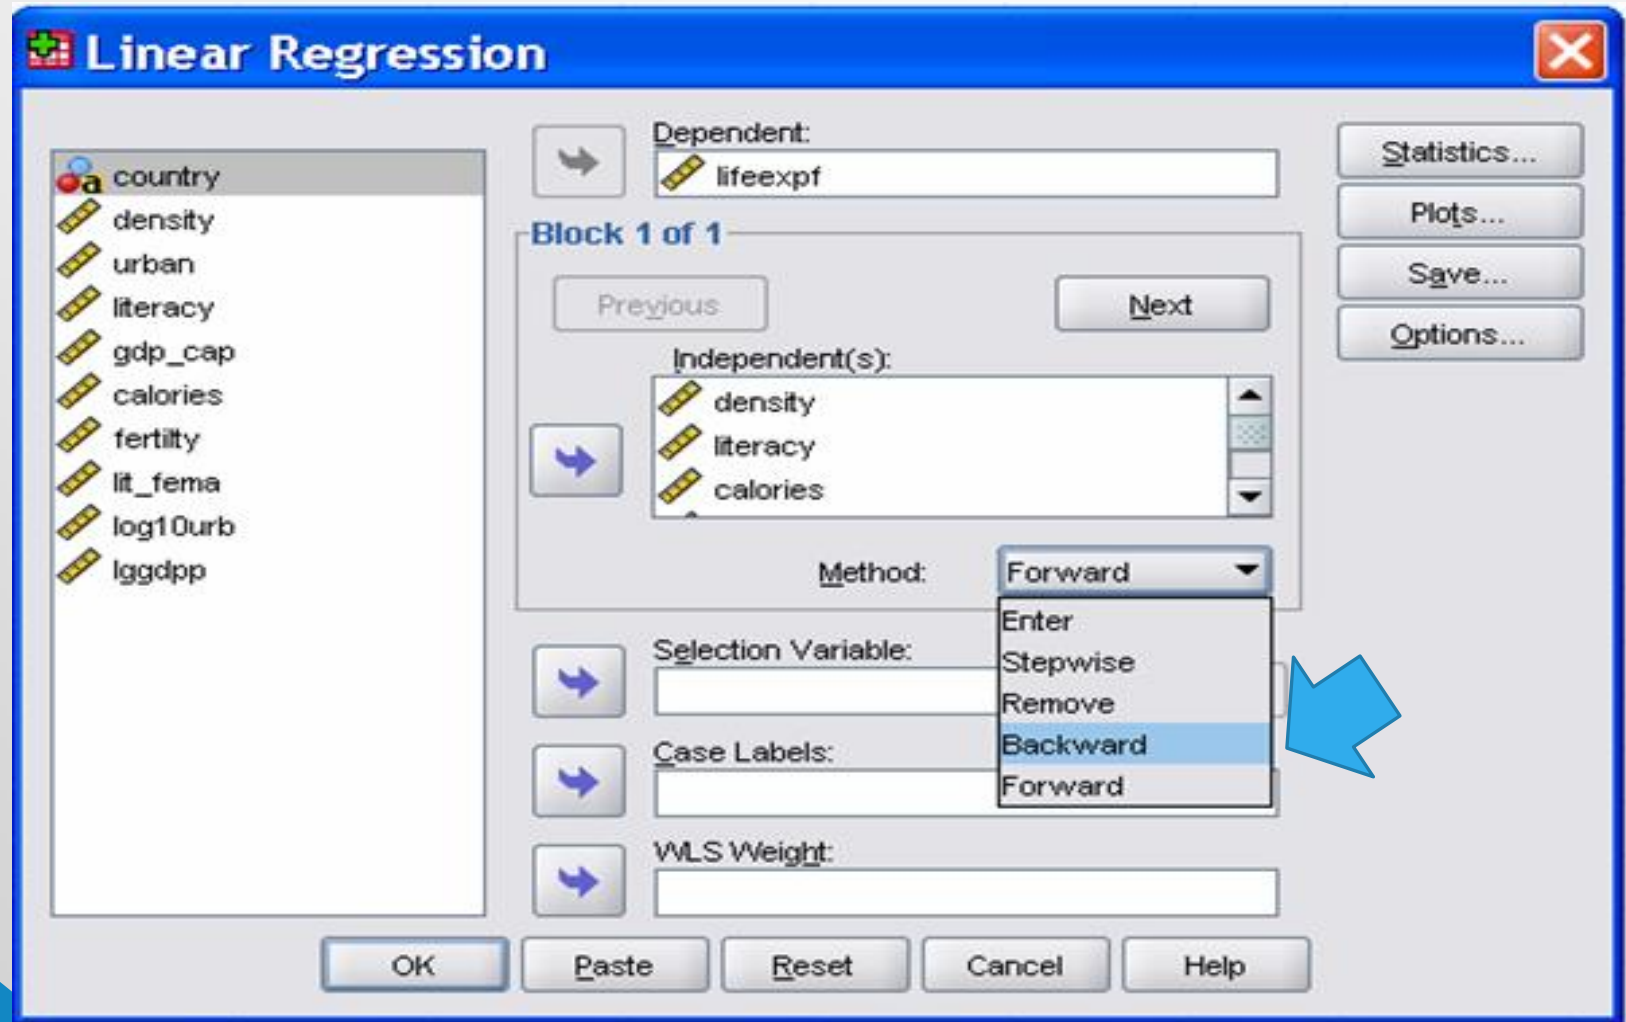 Linear Regression
country
density
urban
literacy
gdp_cap
calories
fertilty
lit_fema
log10urb
lggdpp
Dependent:
lifeexpf
Block 1 of 1
Previous
Next
Independent(s):
density
literacy
calories
Method:
Forward
Enter
Stepwise
Remove
Backward
Forward
Selection Variable:
Case Labels:
WLS Weight:
Statistics...
Plots...
Save...
Options...
OK
Paste
Reset
Cancel
Help